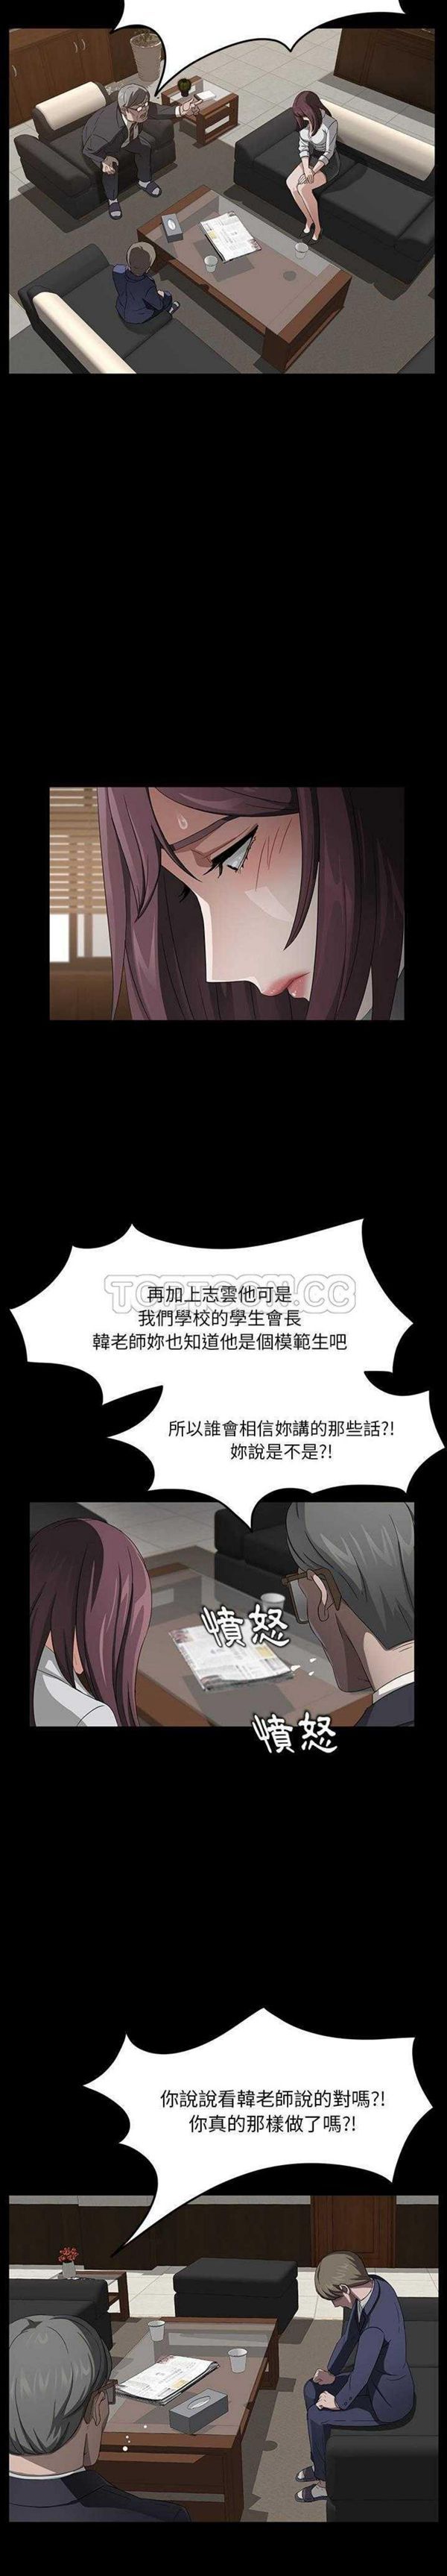 再加上志雲他可是
我們學校的學生會長
韓老師妳也知道他是個模範生吧
TOPTOON.CC
所以誰會相信妳講的那些話?!
妳說是不是?!
憤怒
憤怒
你說說看韓老師說的對嗎?!
你真的那樣做了嗎?!